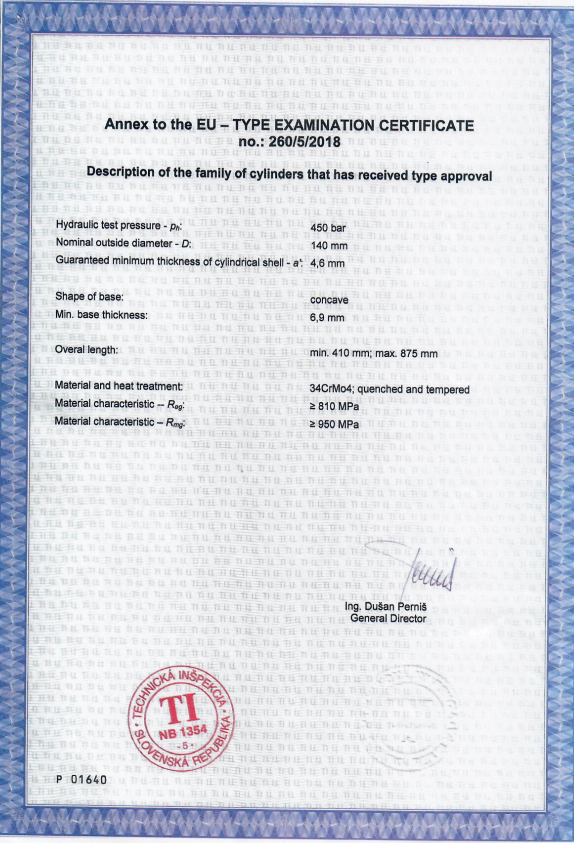 Annex to the EU – TYPE EXAMINATION CERTIFICATE
no.: 260/5/2018
Description of the family of cylinders that has received type approval
Hydraulic test pressure - pₕ: 450 bar
Nominal outside diameter - D: 140 mm
Guaranteed minimum thickness of cylindrical shell - a': 4,6 mm
Shape of base: concave
Min. base thickness: 6,9 mm
Overal length: min. 410 mm; max. 875 mm
Material and heat treatment: 34CrMo4; quenched and tempered
Material characteristic – Reg: ≥ 810 MPa
Material characteristic – Rmg: ≥ 950 MPa
Ing. Dušan Perniš
General Director
• TECHNICKÁ INŠPEKCIA •
TI
NB 1354
- 5 -
SLOVENSKÁ REPUBLIKA
P 01640